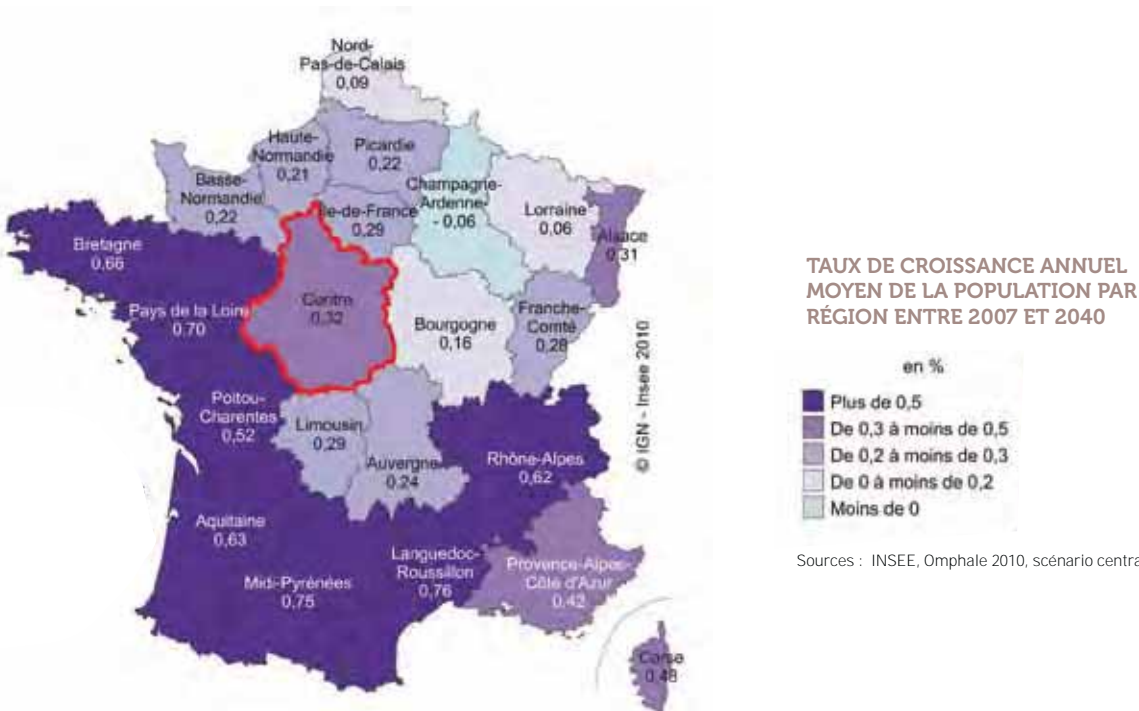 Nord-
Pas-de-Calais
0,09
Haute-
Normandie
0,21
Picardie
0,22
Basse-
Normandie
0,22
Île-de-France
0,29
Champagne-
Ardenne-
- 0,06
Lorraine
0,06
Alsace
0,31
Bretagne
0,66
Pays de la Loire
0,70
Centre
0,32
Bourgogne
0,16
Franche-
Comté
0,28
Poitou-
Charentes
0,52
Limousin
0,29
Auvergne
0,24
Rhône-Alpes
0,62
Aquitaine
0,63
Midi-Pyrénées
0,75
Languedoc-
Roussillon
0,76
Provence-Alpes-
Côte d'Azur
0,42
Corse
0,48
© IGN - Insee 2010
TAUX DE CROISSANCE ANNUEL
MOYEN DE LA POPULATION PAR
RÉGION ENTRE 2007 ET 2040
en %
Plus de 0,5
De 0,3 à moins de 0,5
De 0,2 à moins de 0,3
De 0 à moins de 0,2
Moins de 0
Sources : INSEE, Omphale 2010, scénario centra